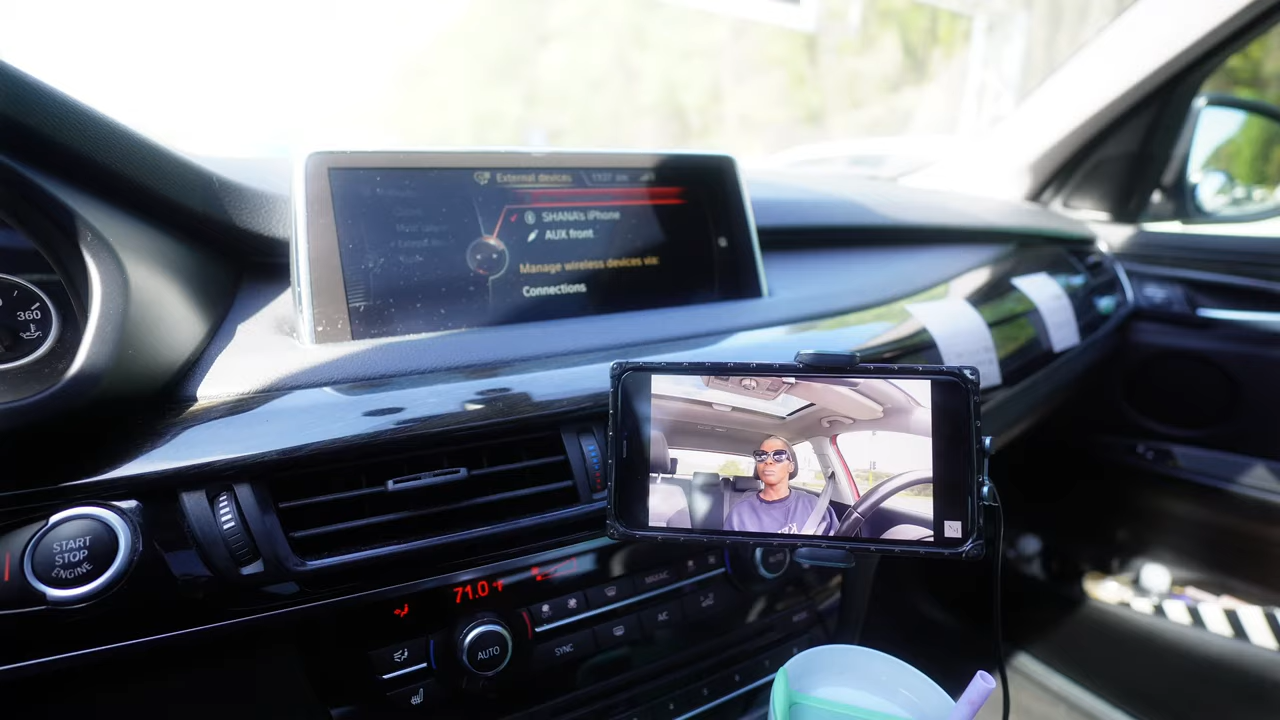 External devices
SHANA's iPhone
AUX front
Manage wireless devices via:
Connections
360
START
STOP
ENGINE
71.0 F
MAX A/C
A/C
AUTO
SYNC